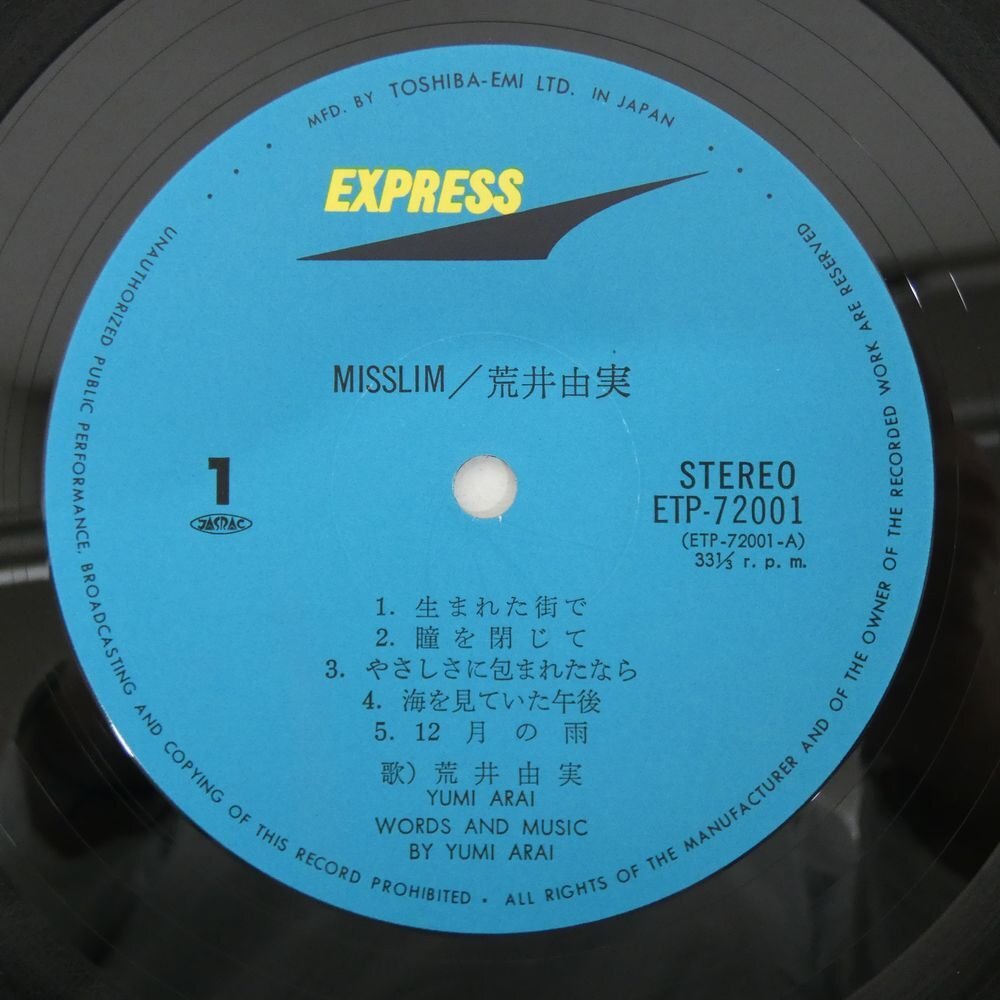 MFD. BY TOSHIBA-EMI LTD. IN JAPAN
EXPRESS
MISSLIM／荒井由実
1
JASRAC
STEREO
ETP-72001
(ETP-72001-A)
33⅓ r. p. m.
1. 生まれた街で
2. 瞳を閉じて
3. やさしさに包まれたなら
4. 海を見ていた午後
5. 12月の雨
歌）荒井由実
YUMI ARAI
WORDS AND MUSIC
BY YUMI ARAI
UNAUTHORIZED PUBLIC PERFORMANCE, BROADCASTING AND COPYING OF THIS RECORD PROHIBITED · ALL RIGHTS OF THE MANUFACTURER AND OF THE OWNER OF THE RECORDED WORK ARE RESERVED